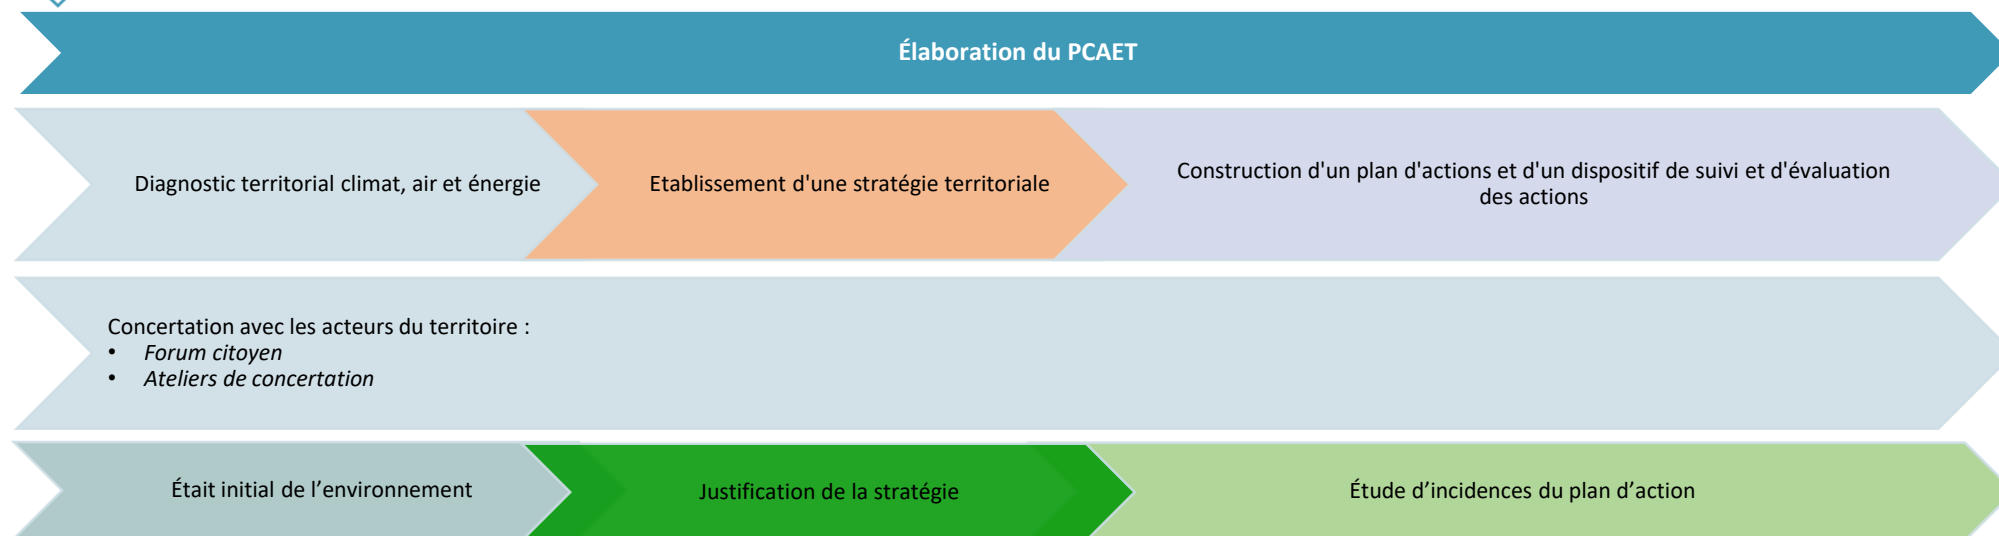 Élaboration du PCAET
Diagnostic territorial climat, air et énergie
Etablissement d'une stratégie territoriale
Construction d'un plan d'actions et d'un dispositif de suivi et d'évaluation
des actions
Concertation avec les acteurs du territoire :
• Forum citoyen
• Ateliers de concertation
Était initial de l’environnement
Justification de la stratégie
Étude d’incidences du plan d’action